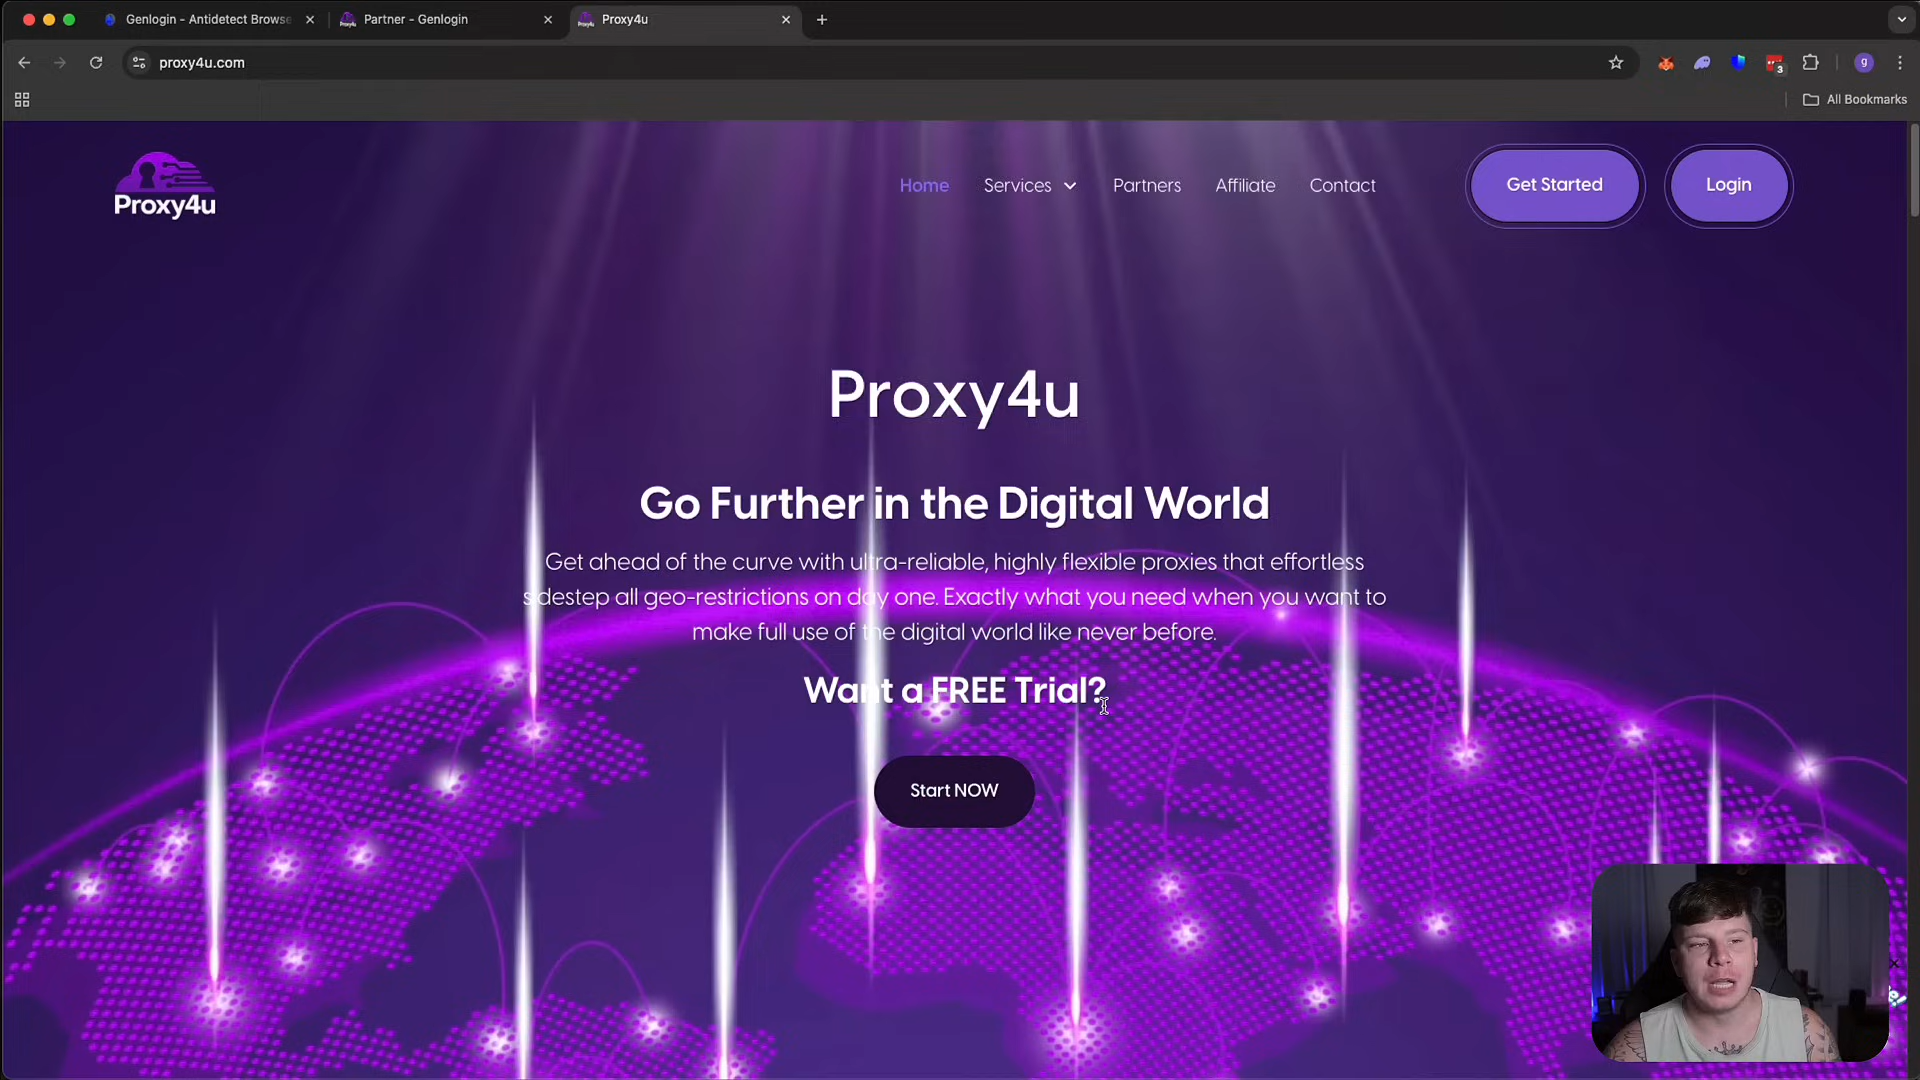 Genlogin - Antidetect Browse
Partner - Genlogin
Proxy4u
proxy4u.com
3
g
All Bookmarks
Proxy4u
Home
Services
Partners
Affiliate
Contact
Get Started
Login
Proxy4u
Go Further in the Digital World
Get ahead of the curve with ultra-reliable, highly flexible proxies that effortless
sidestep all geo-restrictions on day one. Exactly what you need when you want to
make full use of the digital world like never before.
Want a FREE Trial?
Start NOW